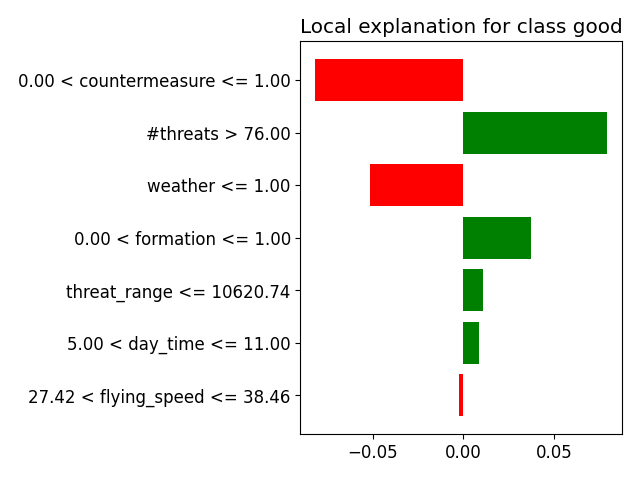 Local explanation for class good
0.00 < countermeasure <= 1.00
#threats > 76.00
weather <= 1.00
0.00 < formation <= 1.00
threat_range <= 10620.74
5.00 < day_time <= 11.00
27.42 < flying_speed <= 38.46
−0.05 0.00 0.05